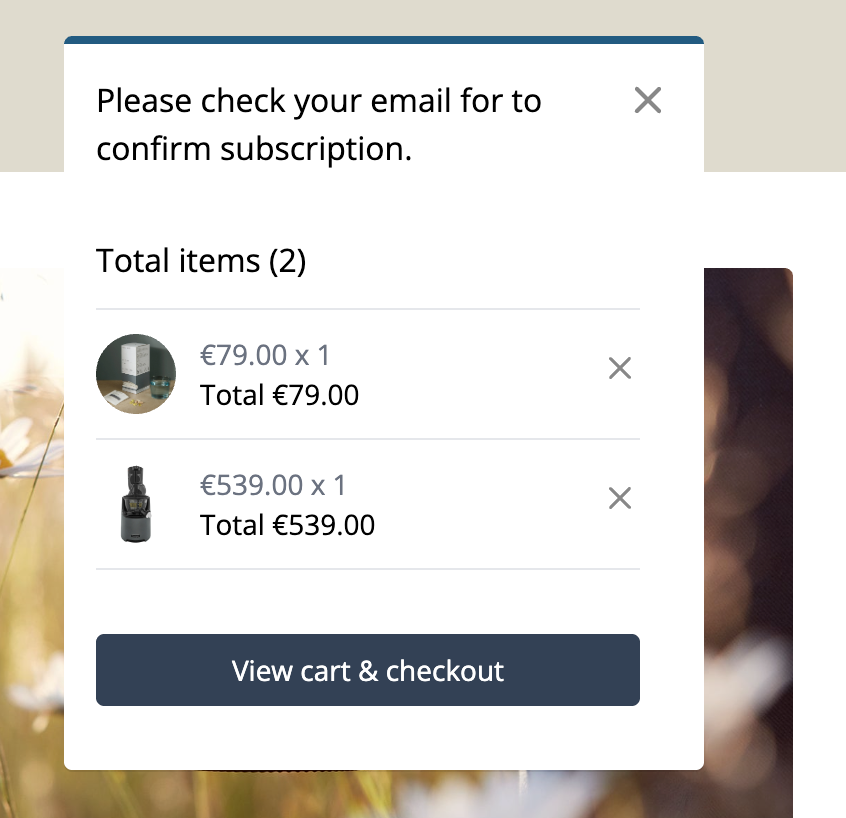 Please check your email for to
confirm subscription.
Total items (2)
€79.00 x 1
Total €79.00
€539.00 x 1
Total €539.00
View cart & checkout